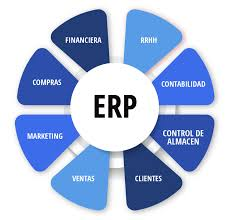 FINANCIERA
RRHH
COMPRAS
CONTABILIDAD
ERP
MARKETING
CONTROL DE
ALMACEN
VENTAS
CLIENTES